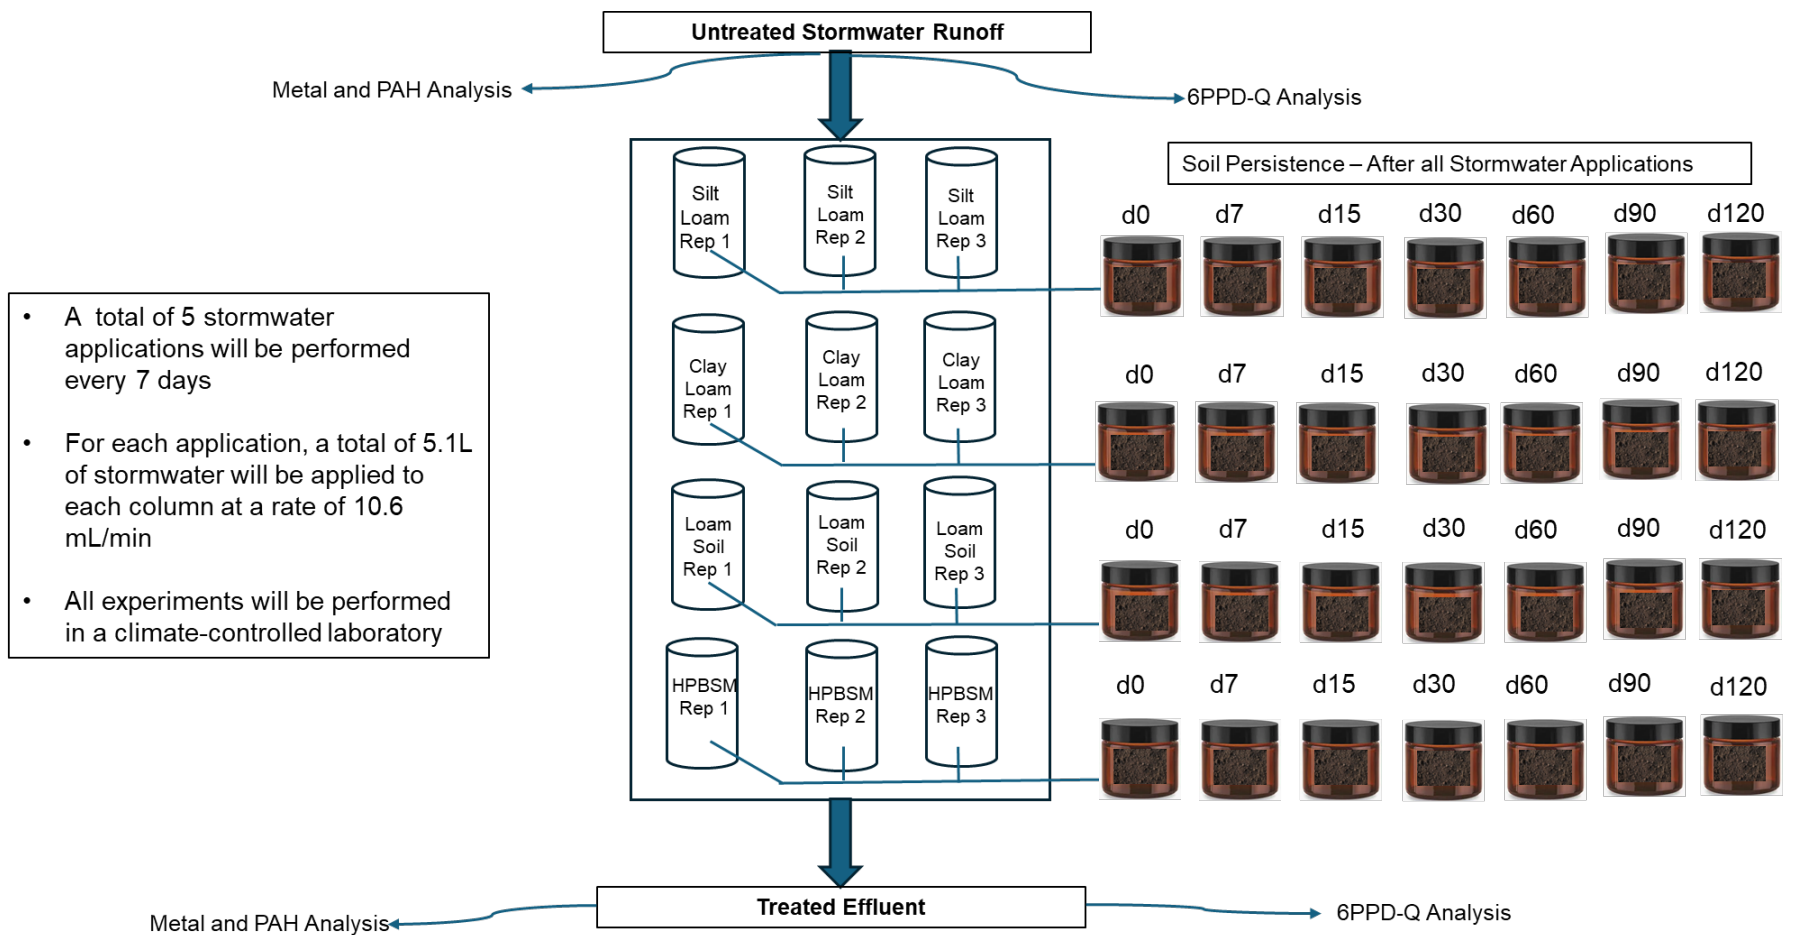 Untreated Stormwater Runoff
Metal and PAH Analysis
6PPD-Q Analysis
Soil Persistence – After all Stormwater Applications
Silt
Loam
Rep 1
Silt
Loam
Rep 2
Silt
Loam
Rep 3
d0 d7 d15 d30 d60 d90 d120
• A total of 5 stormwater
applications will be performed
every 7 days
• For each application, a total of 5.1L
of stormwater will be applied to
each column at a rate of 10.6
mL/min
• All experiments will be performed
in a climate-controlled laboratory
Clay
Loam
Rep 1
Clay
Loam
Rep 2
Clay
Loam
Rep 3
d0 d7 d15 d30 d60 d90 d120
Loam
Soil
Rep 1
Loam
Soil
Rep 2
Loam
Soil
Rep 3
d0 d7 d15 d30 d60 d90 d120
HPBSM
Rep 1
HPBSM
Rep 2
HPBSM
Rep 3
d0 d7 d15 d30 d60 d90 d120
Treated Effluent
Metal and PAH Analysis
6PPD-Q Analysis